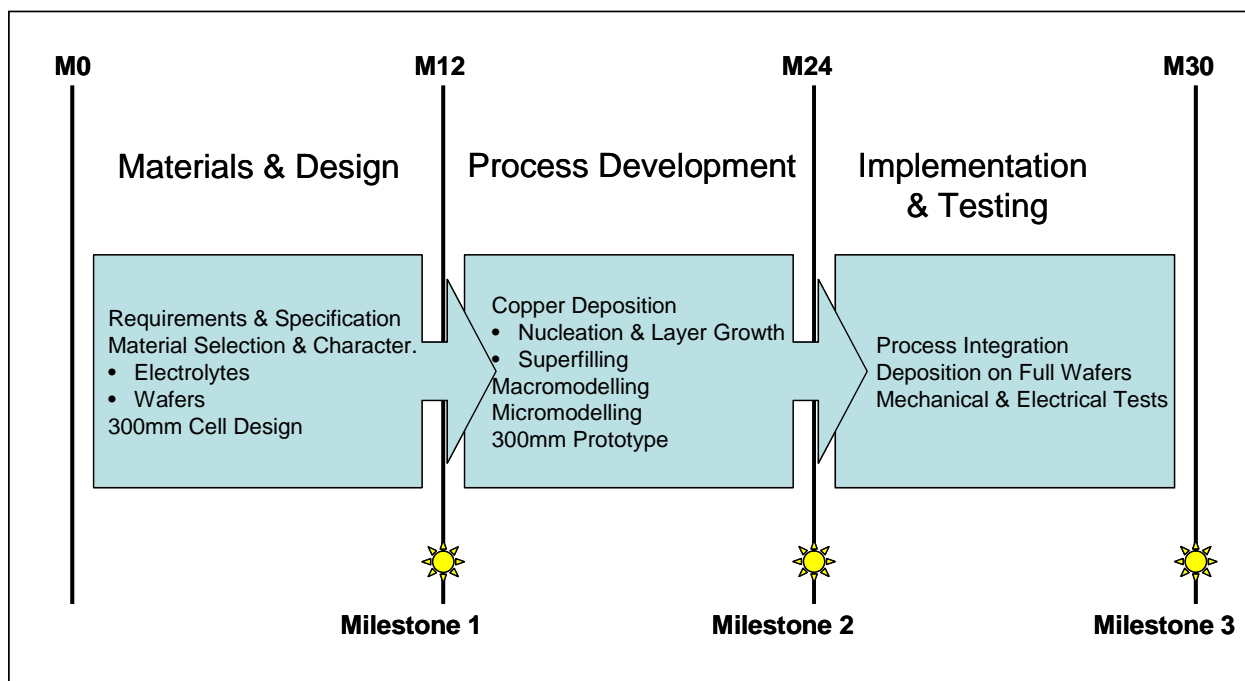 M0
M12
M24
M30
Materials & Design
Process Development
Implementation
& Testing
Requirements & Specification
Material Selection & Character.
• Electrolytes
• Wafers
300mm Cell Design
Copper Deposition
• Nucleation & Layer Growth
• Superfilling
Macromodelling
Micromodelling
300mm Prototype
Process Integration
Deposition on Full Wafers
Mechanical & Electrical Tests
Milestone 1
Milestone 2
Milestone 3